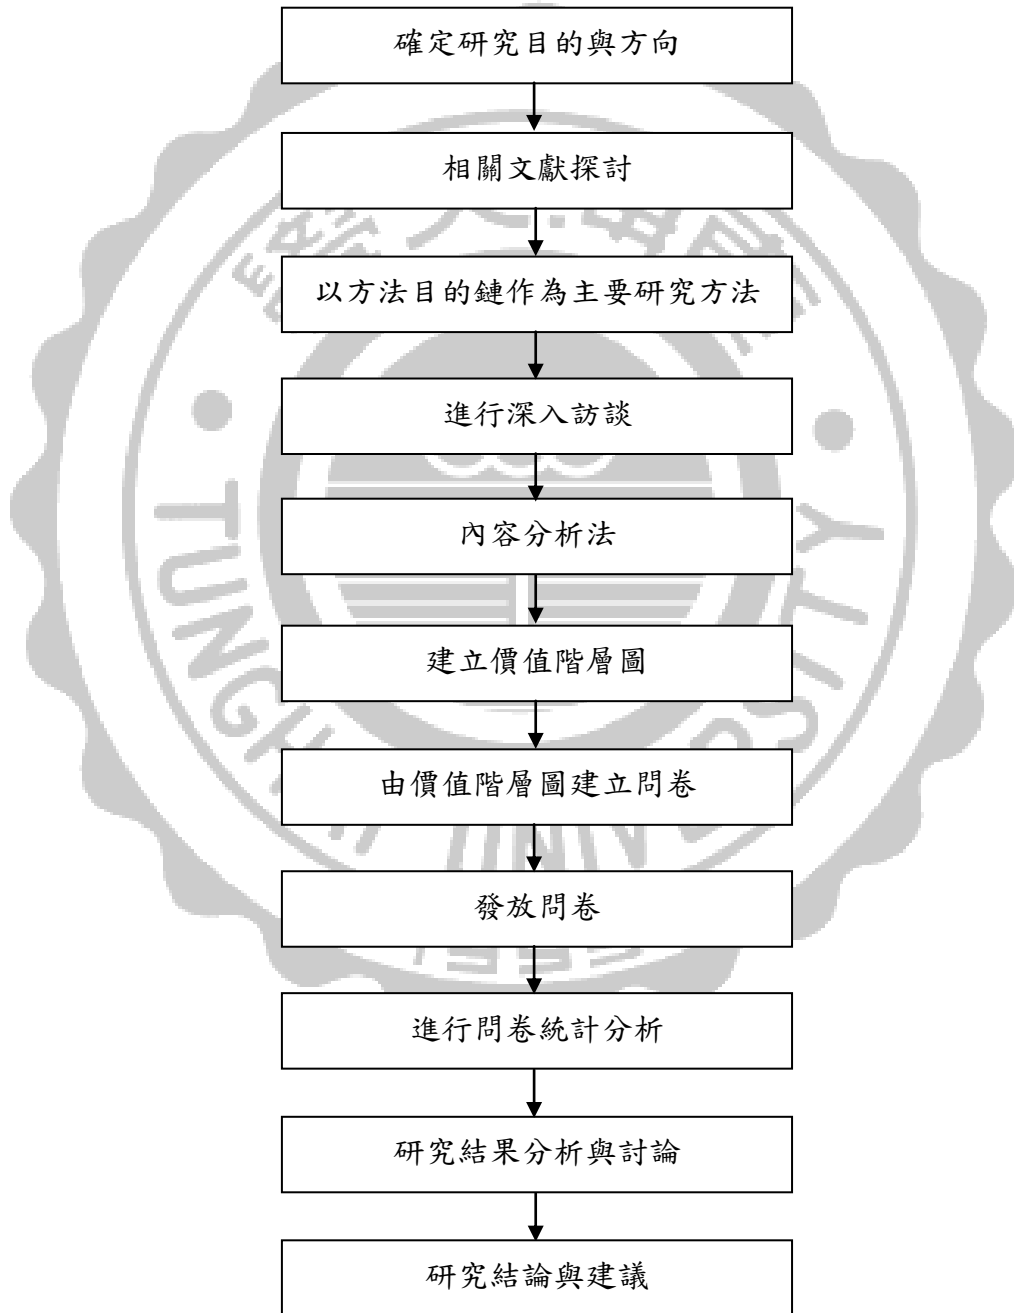 確定研究目的與方向
相關文獻探討
以方法目的鏈作為主要研究方法
進行深入訪談
內容分析法
建立價值階層圖
由價值階層圖建立問卷
發放問卷
進行問卷統計分析
研究結果分析與討論
研究結論與建議